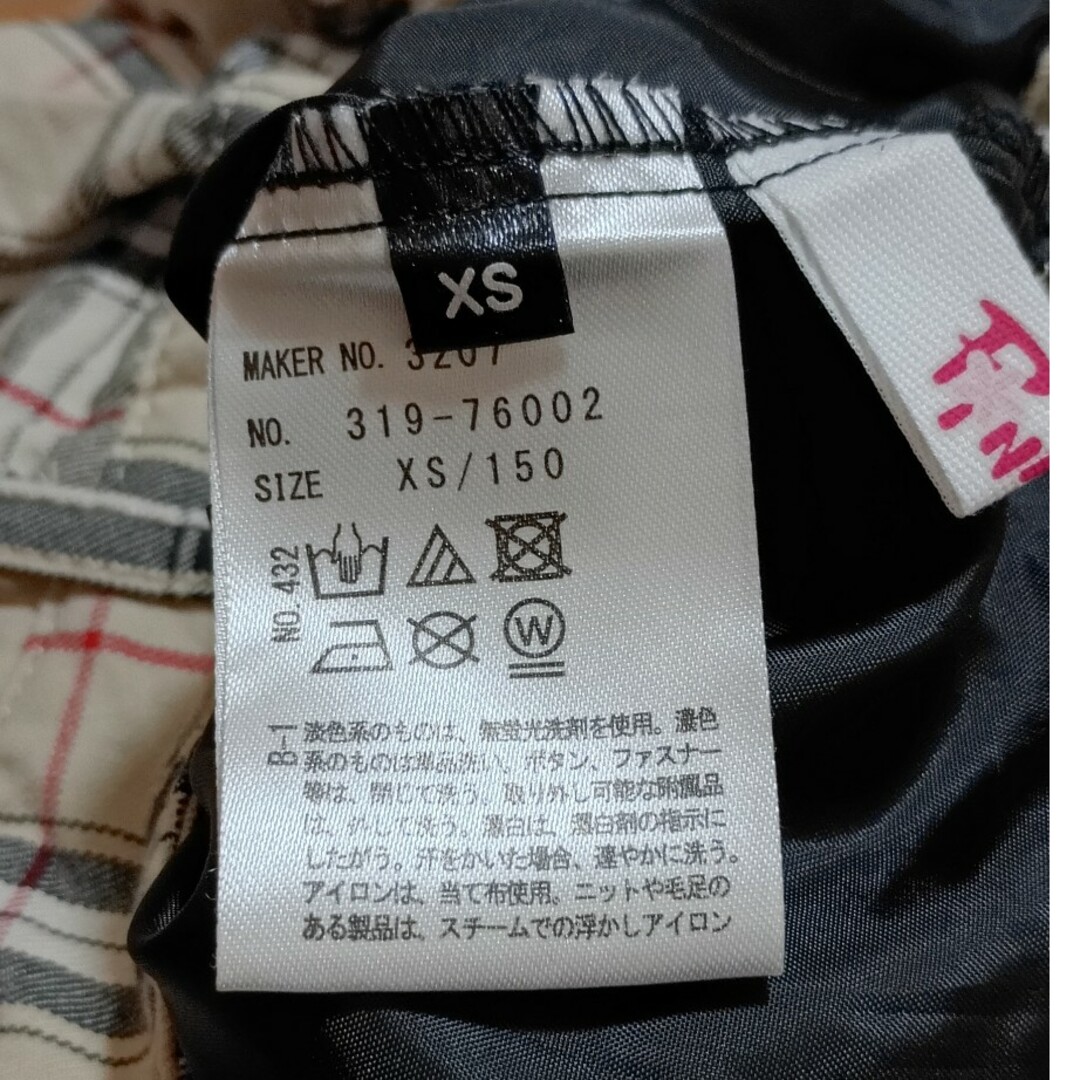 XS
MAKER NO. 3207
NO. 319-76002
SIZE XS/150
NO.432
W
B-1
淡色系のものは、無蛍光洗剤を使用。濃色
系のものは単品洗い、ボタン、ファスナー
等は、閉じて洗う。取り外し可能な附属品
は、外して洗う。漂白は、漂白剤の指示に
したがう。汗をかいた場合、速やかに洗う。
アイロンは、当て布使用。ニットや毛足の
ある製品は、スチームでの浮かしアイロン